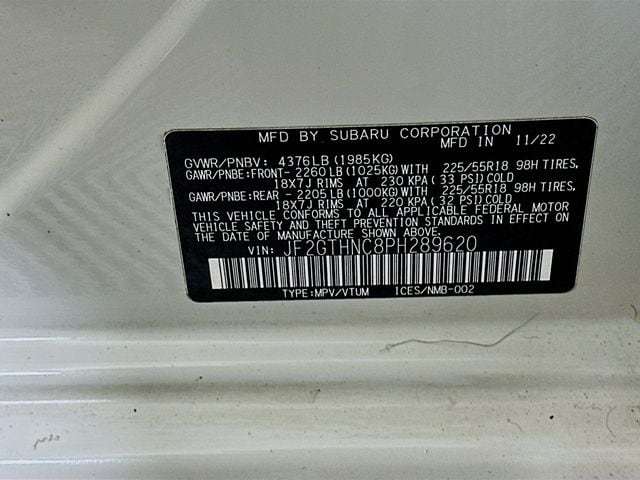 MFD BY SUBARU CORPORATION
MFD IN 11/22
GVWR/PNBV: 4376LB (1985KG)
GAWR/PNBE:FRONT- 2260 LB (1025KG) WITH 225/55R18 98H TIRES,
18X7J RIMS AT 230 KPA (33 PSI) COLD
GAWR/PNBE:REAR - 2205 LB (1000KG) WITH 225/55R18 98H TIRES,
18X7J RIMS AT 220 KPA (32 PSI) COLD
THIS VEHICLE CONFORMS TO ALL APPLICABLE FEDERAL MOTOR
VEHICLE SAFETY AND THEFT PREVENTION STANDARDS IN EFFECT
ON THE DATE OF MANUFACTURE SHOWN ABOVE.
VIN: JF2GTHNC8PH289620
TYPE:MPV/VTUM ICES/NMB-002